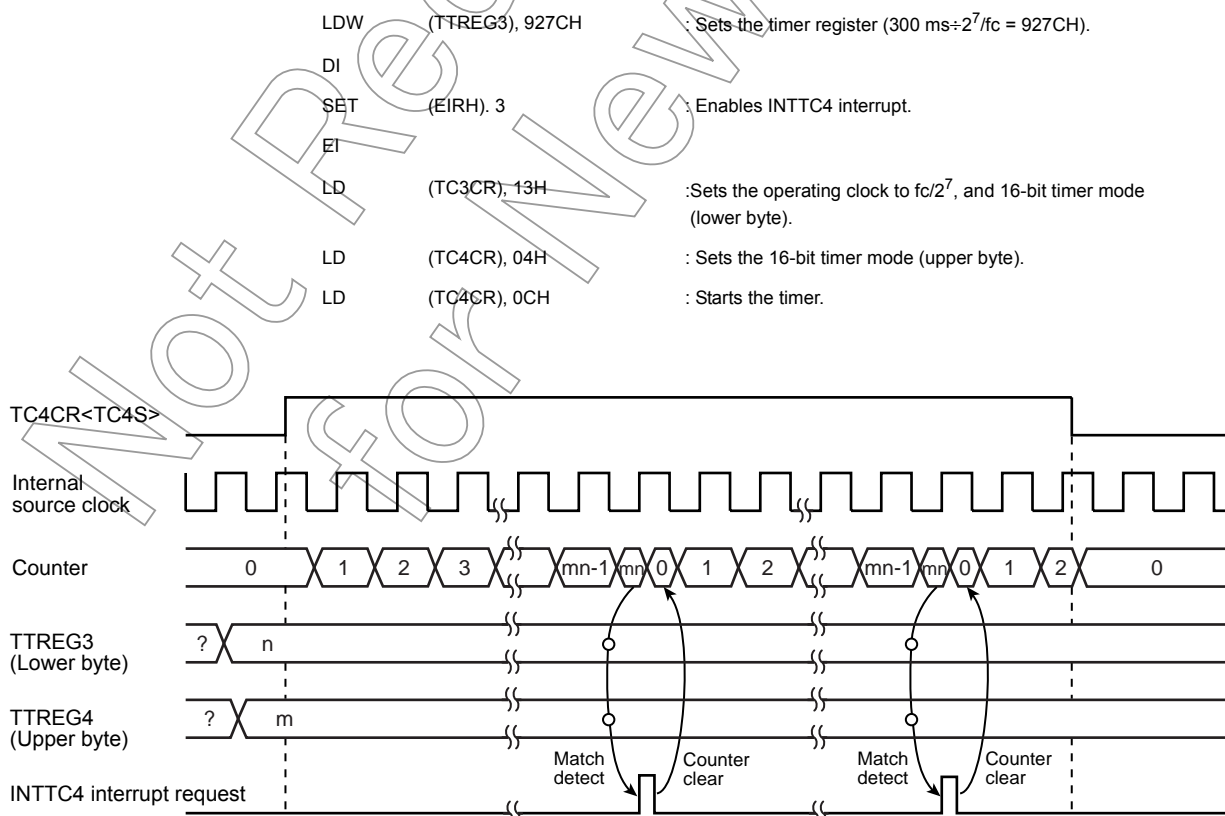 LDW (TTREG3), 927CH : Sets the timer register (300 ms÷2⁷/fc = 927CH).
DI
SET (EIRH). 3 : Enables INTTC4 interrupt.
EI
LD (TC3CR), 13H :Sets the operating clock to fc/2⁷, and 16-bit timer mode
(lower byte).
LD (TC4CR), 04H : Sets the 16-bit timer mode (upper byte).
LD (TC4CR), 0CH : Starts the timer.
TC4CR<TC4S>
Internal
source clock
Counter 0 1 2 3 mn-1 mn 0 1 2 mn-1 mn 0 1 2 0
TTREG3 ? n
(Lower byte)
TTREG4 ? m
(Upper byte)
Match Counter Match Counter
detect clear detect clear
INTTC4 interrupt request
Not
for New